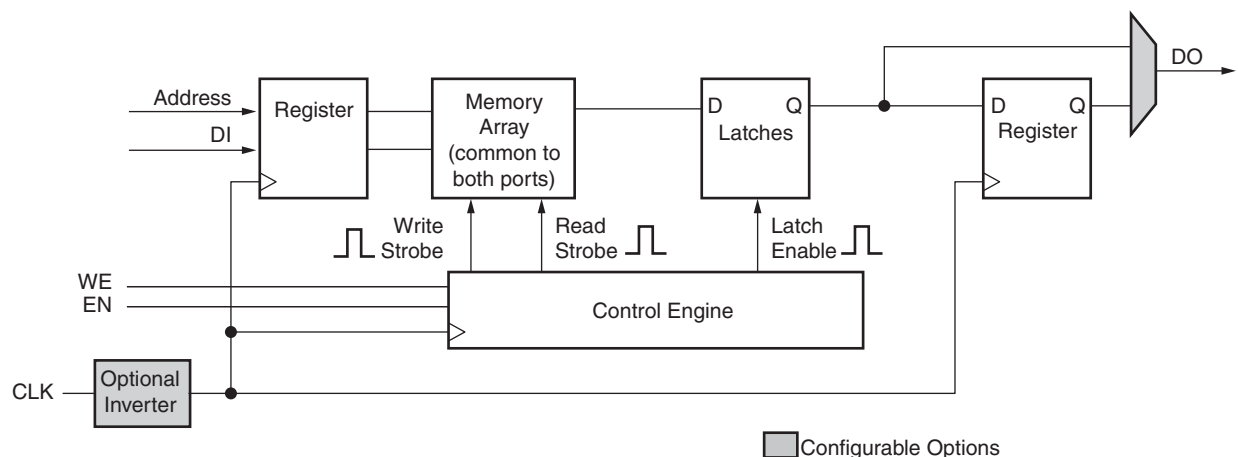 DO
Address
DI
Register
Memory
Array
(common to
both ports)
D Q
Latches
D Q
Register
Write
Strobe
Read
Strobe
Latch
Enable
WE
EN
Control Engine
CLK
Optional
Inverter
Configurable Options